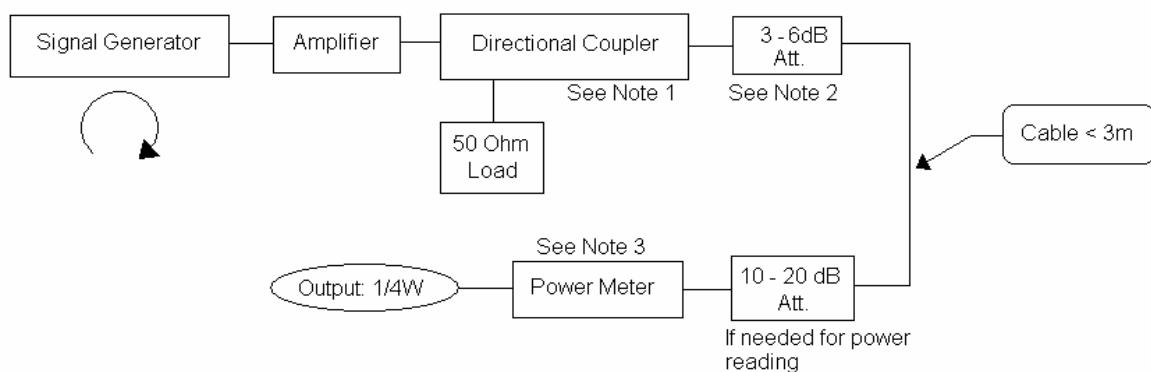 Signal Generator
Amplifier
Directional Coupler
3 - 6dB
Att.
See Note 1
See Note 2
50 Ohm
Load
Cable < 3m
See Note 3
Output: 1/4W
Power Meter
10 - 20 dB
Att.
If needed for power
reading